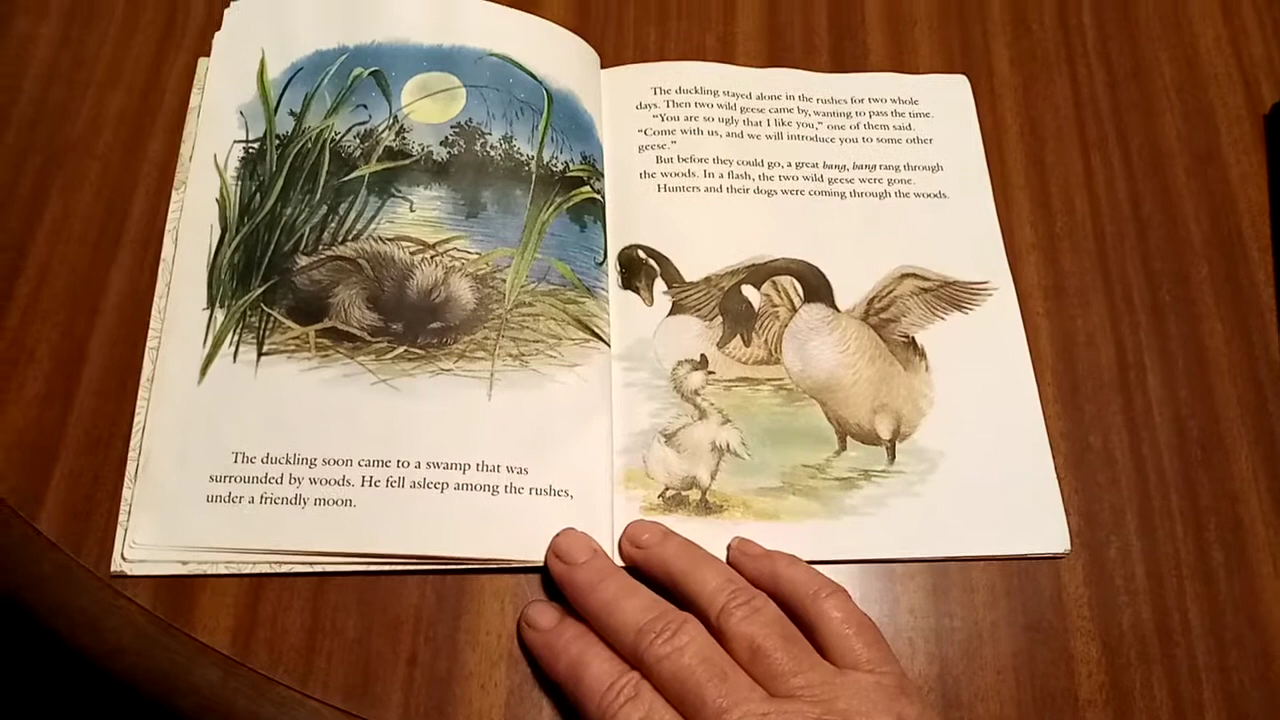 The duckling soon came to a swamp that was
surrounded by woods. He fell asleep among the rushes,
under a friendly moon.
The duckling stayed alone in the rushes for two whole
days. Then two wild geese came by, wanting to pass the time.
“You are so ugly that I like you,” one of them said.
“Come with us, and we will introduce you to some other
geese.”
But before they could go, a great bang, bang rang through
the woods. In a flash, the two wild geese were gone.
Hunters and their dogs were coming through the woods.